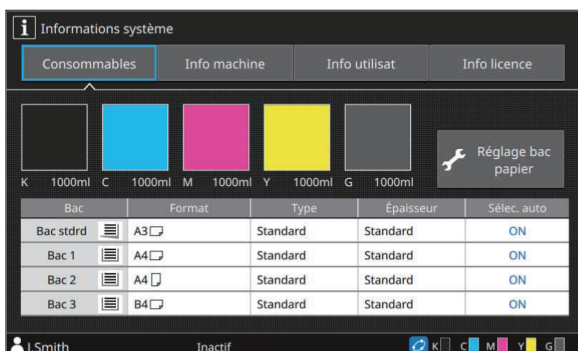 i Informations système
Consommables Info machine Info utilisat Info licence
K 1000ml C 1000ml M 1000ml Y 1000ml G 1000ml
Réglage bac
papier
Bac Format Type Épaisseur Sélec. auto
Bac stdrd A3 Standard Standard ON
Bac 1 A4 Standard Standard ON
Bac 2 A4 Standard Standard ON
Bac 3 B4 Standard Standard ON
J.Smith Inactif K C M Y G